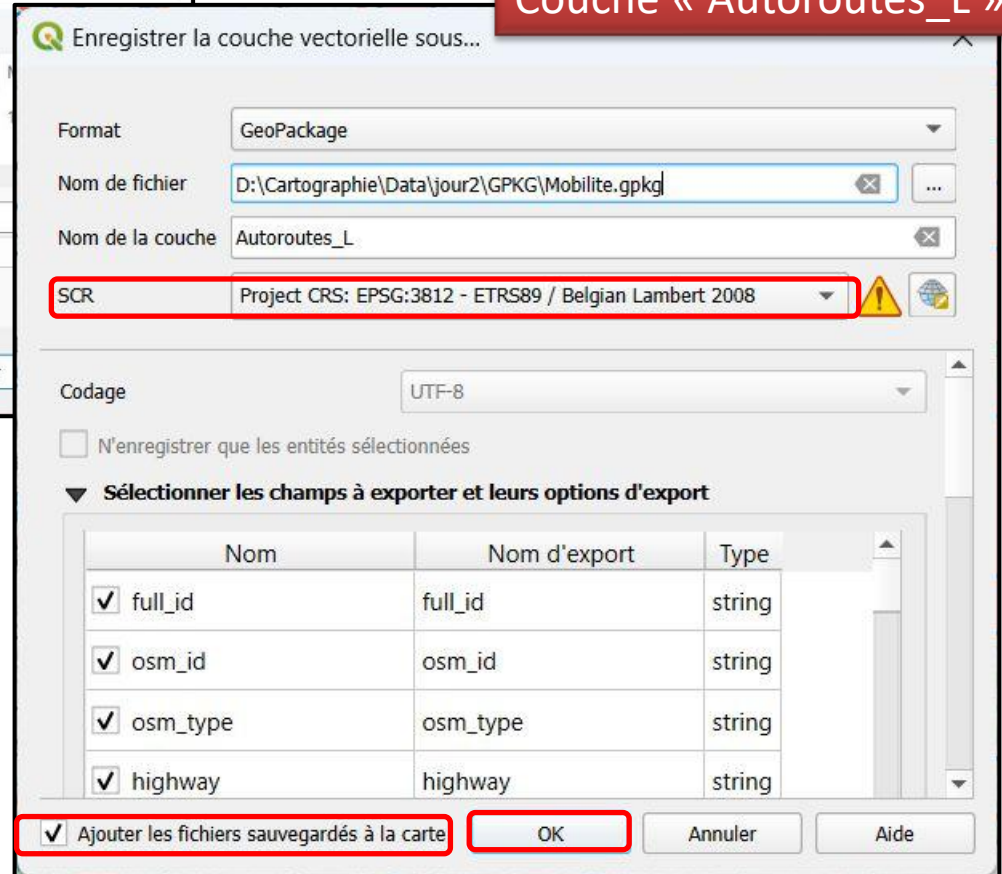 Couche « Autoroutes_L »
Enregistrer la couche vectorielle sous...
Format GeoPackage
Nom de fichier D:\Cartographie\Data\jour2\GPKG\Mobilite.gpkg ...
Nom de la couche Autoroutes_L
SCR Project CRS: EPSG:3812 - ETRS89 / Belgian Lambert 2008
Codage UTF-8
N'enregistrer que les entités sélectionnées
Sélectionner les champs à exporter et leurs options d'export
Nom Nom d'export Type
full_id full_id string
osm_id osm_id string
osm_type osm_type string
highway highway string
Ajouter les fichiers sauvegardés à la carte OK Annuler Aide